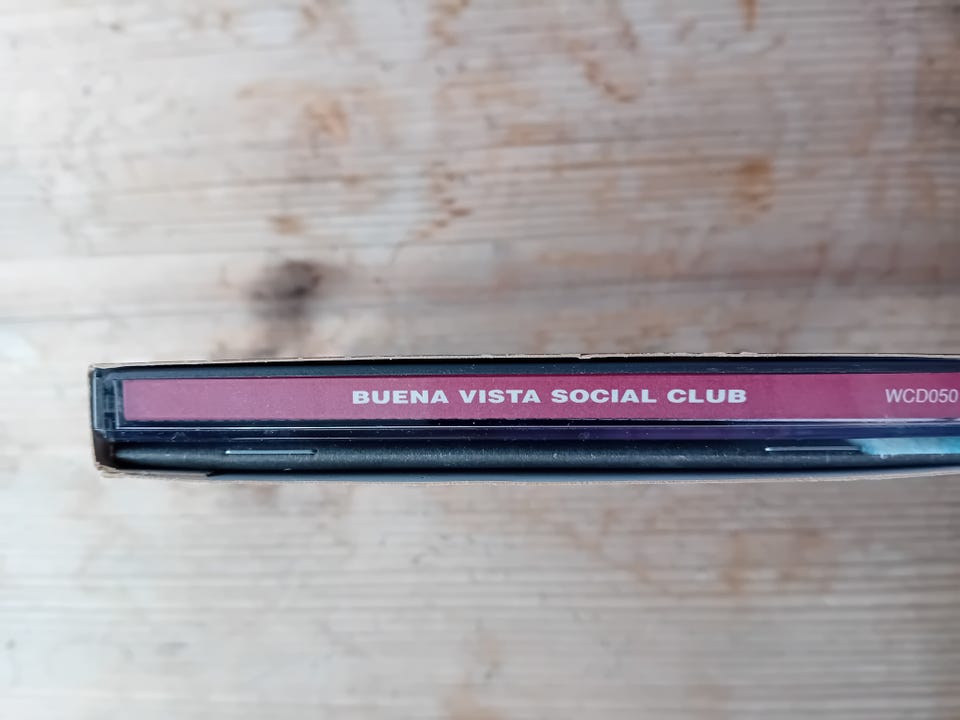 BUENA VISTA SOCIAL CLUB WCD050